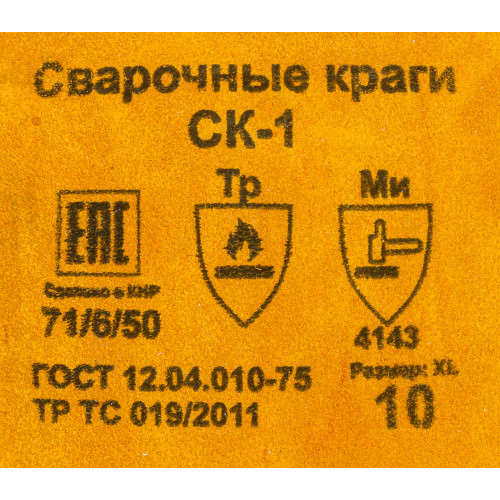 Сварочные краги
СК-1
Тр
Ми
ЕАС
Сделано в КНР
71/6/50
4143
ГОСТ 12.04.010-75
Размер: XL
ТР ТС 019/2011
10